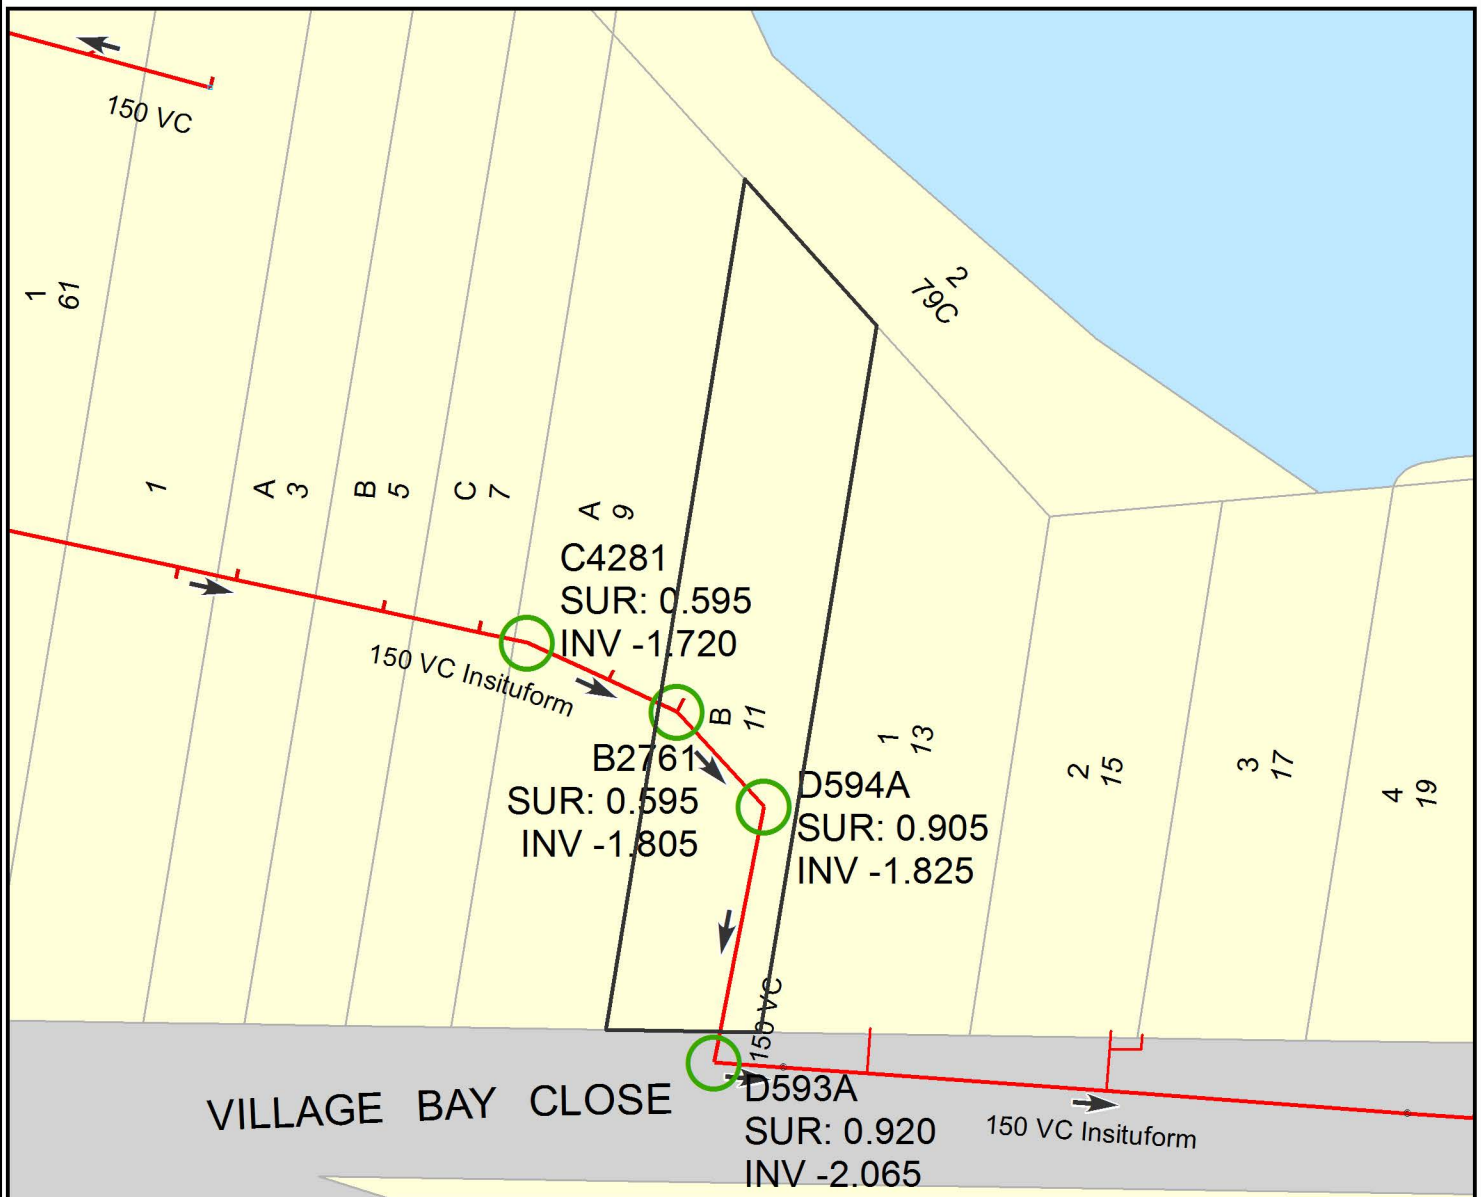 150 VC
2
79C
1
61
1
A
3
B
5
C
7
A
9
C4281
SUR: 0.595
INV -1.720
150 VC Insituform
B
11
B2761
SUR: 0.595
INV -1.805
D594A
SUR: 0.905
INV -1.825
1
13
2
15
3
17
4
19
150 VC
VILLAGE BAY CLOSE
D593A
SUR: 0.920
INV -2.065
150 VC Insituform